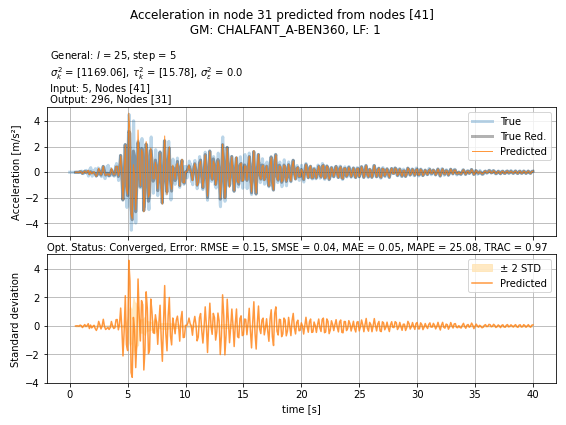 Acceleration in node 31 predicted from nodes [41]
GM: CHALFANT_A-BEN360, LF: 1
General: l = 25, step = 5
σ²ₖ = [1169.06], τ²ₖ = [15.78], σ²_ε = 0.0
Input: 5, Nodes [41]
Output: 296, Nodes [31]
Acceleration [m/s²]
4
2
0
−2
−4
True
True Red.
Predicted
Opt. Status: Converged, Error: RMSE = 0.15, SMSE = 0.04, MAE = 0.05, MAPE = 25.08, TRAC = 0.97
Standard deviation
4
2
0
−2
−4
± 2 STD
Predicted
0 5 10 15 20 25 30 35 40
time [s]